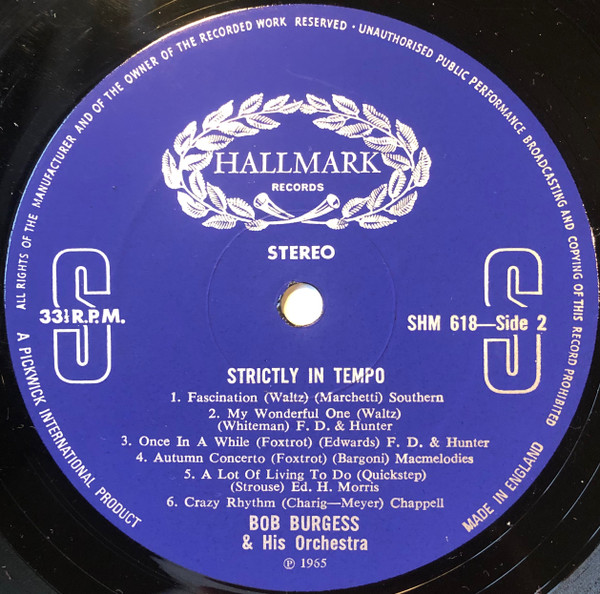 ALL RIGHTS OF THE MANUFACTURER AND OF THE OWNER OF THE RECORDED WORK RESERVED · UNAUTHORISED PUBLIC PERFORMANCE BROADCASTING AND COPYING OF THIS RECORD PROHIBITED
HALLMARK
RECORDS
STEREO
S
S
33⅓ R.P.M.
SHM 618—Side 2
STRICTLY IN TEMPO
1. Fascination (Waltz) (Marchetti) Southern
2. My Wonderful One (Waltz)
(Whiteman) F. D. & Hunter
3. Once In A While (Foxtrot) (Edwards) F. D. & Hunter
4. Autumn Concerto (Foxtrot) (Bargoni) Macmelodies
5. A Lot Of Living To Do (Quickstep)
(Strouse) Ed. H. Morris
6. Crazy Rhythm (Charig—Meyer) Chappell
BOB BURGESS
& His Orchestra
℗ 1965
A PICKWICK INTERNATIONAL PRODUCT
MADE IN ENGLAND